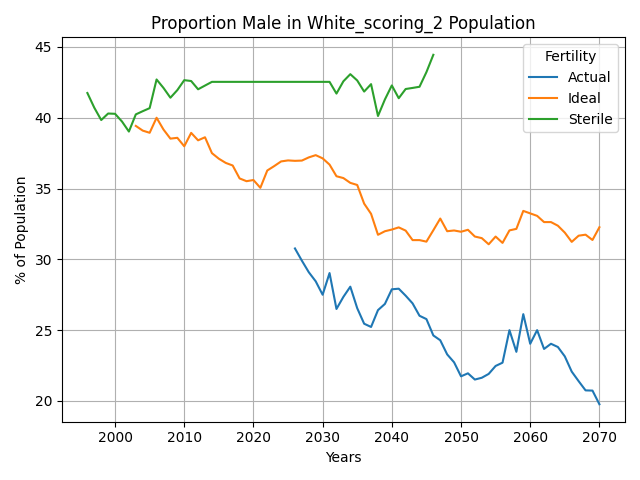 Proportion Male in White_scoring_2 Population
% of Population
45
40
35
30
25
20
Fertility
Actual
Ideal
Sterile
2000 2010 2020 2030 2040 2050 2060 2070
Years